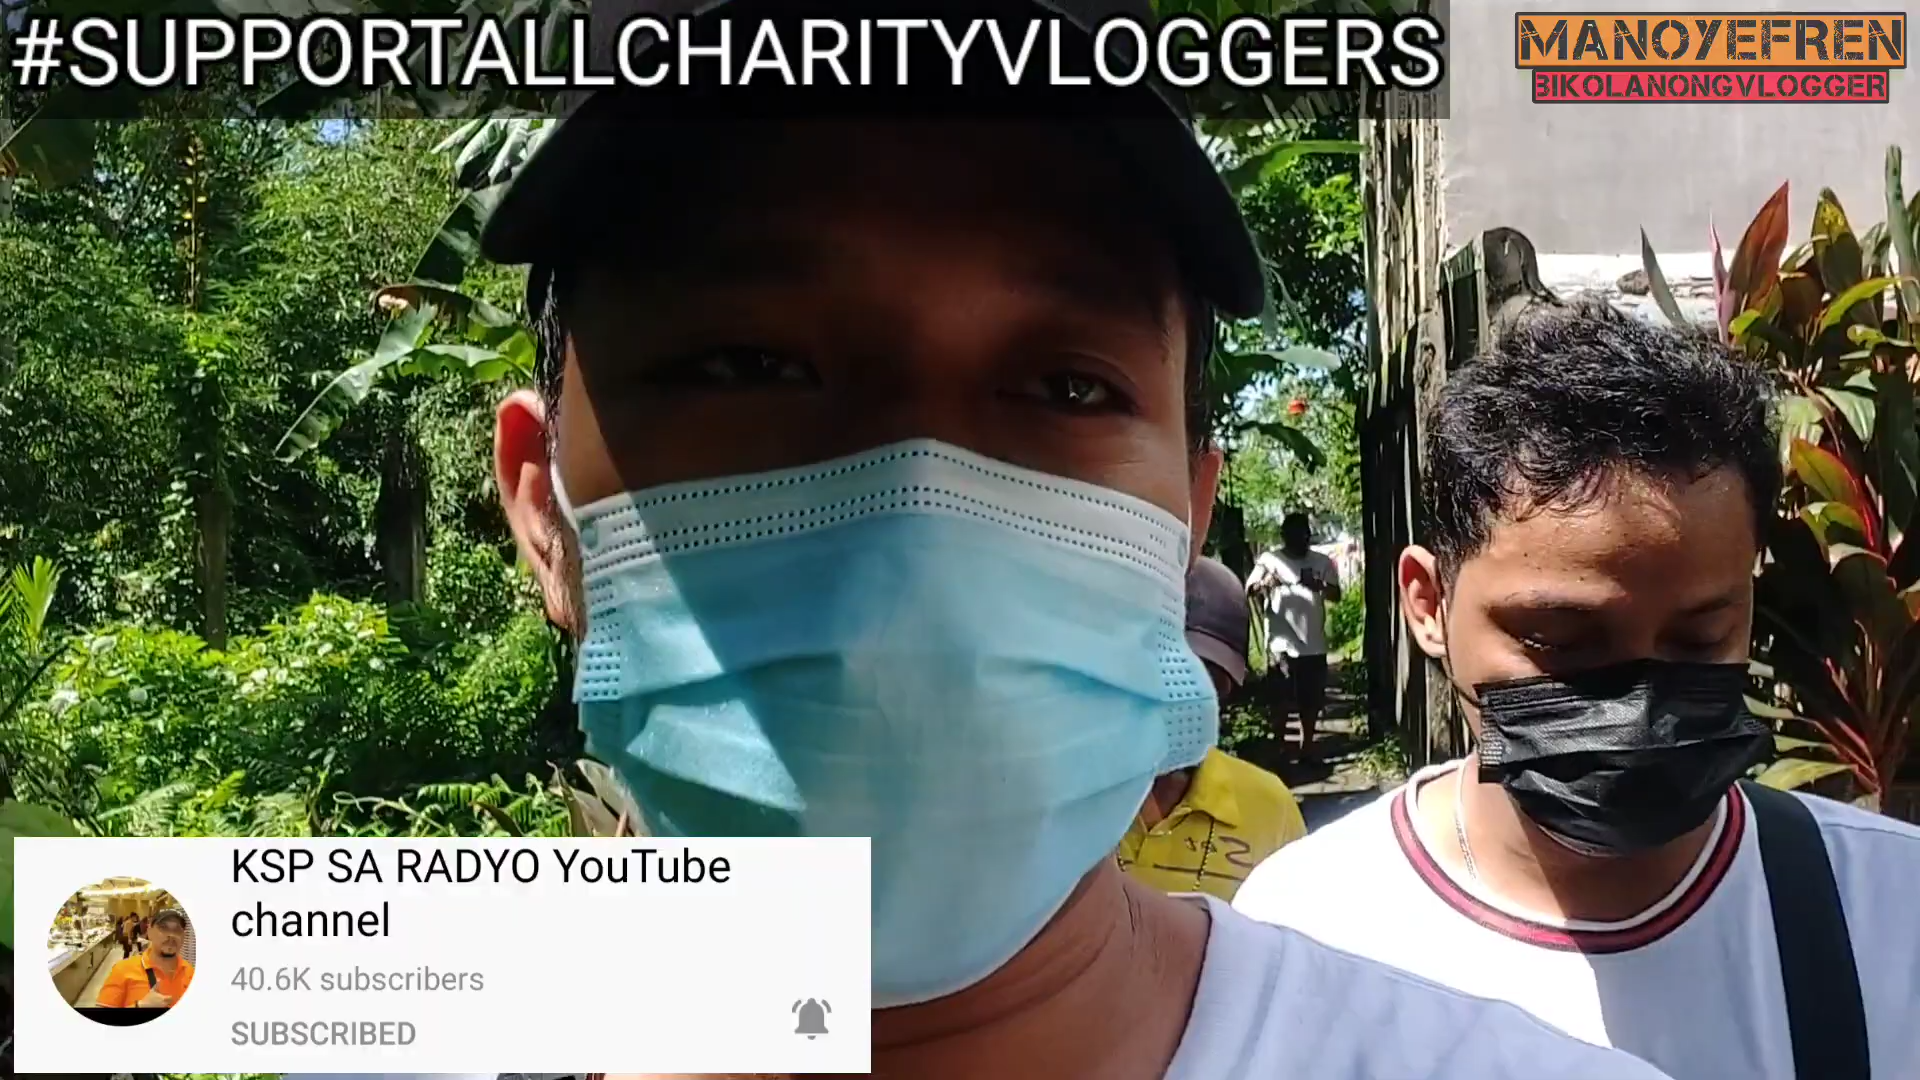 #SUPPORTALLCHARITYVLOGGERS
MANOYEFREN
BIKOLANONGVLOGGER
KSP SA RADYO YouTube
channel
40.6K subscribers
SUBSCRIBED